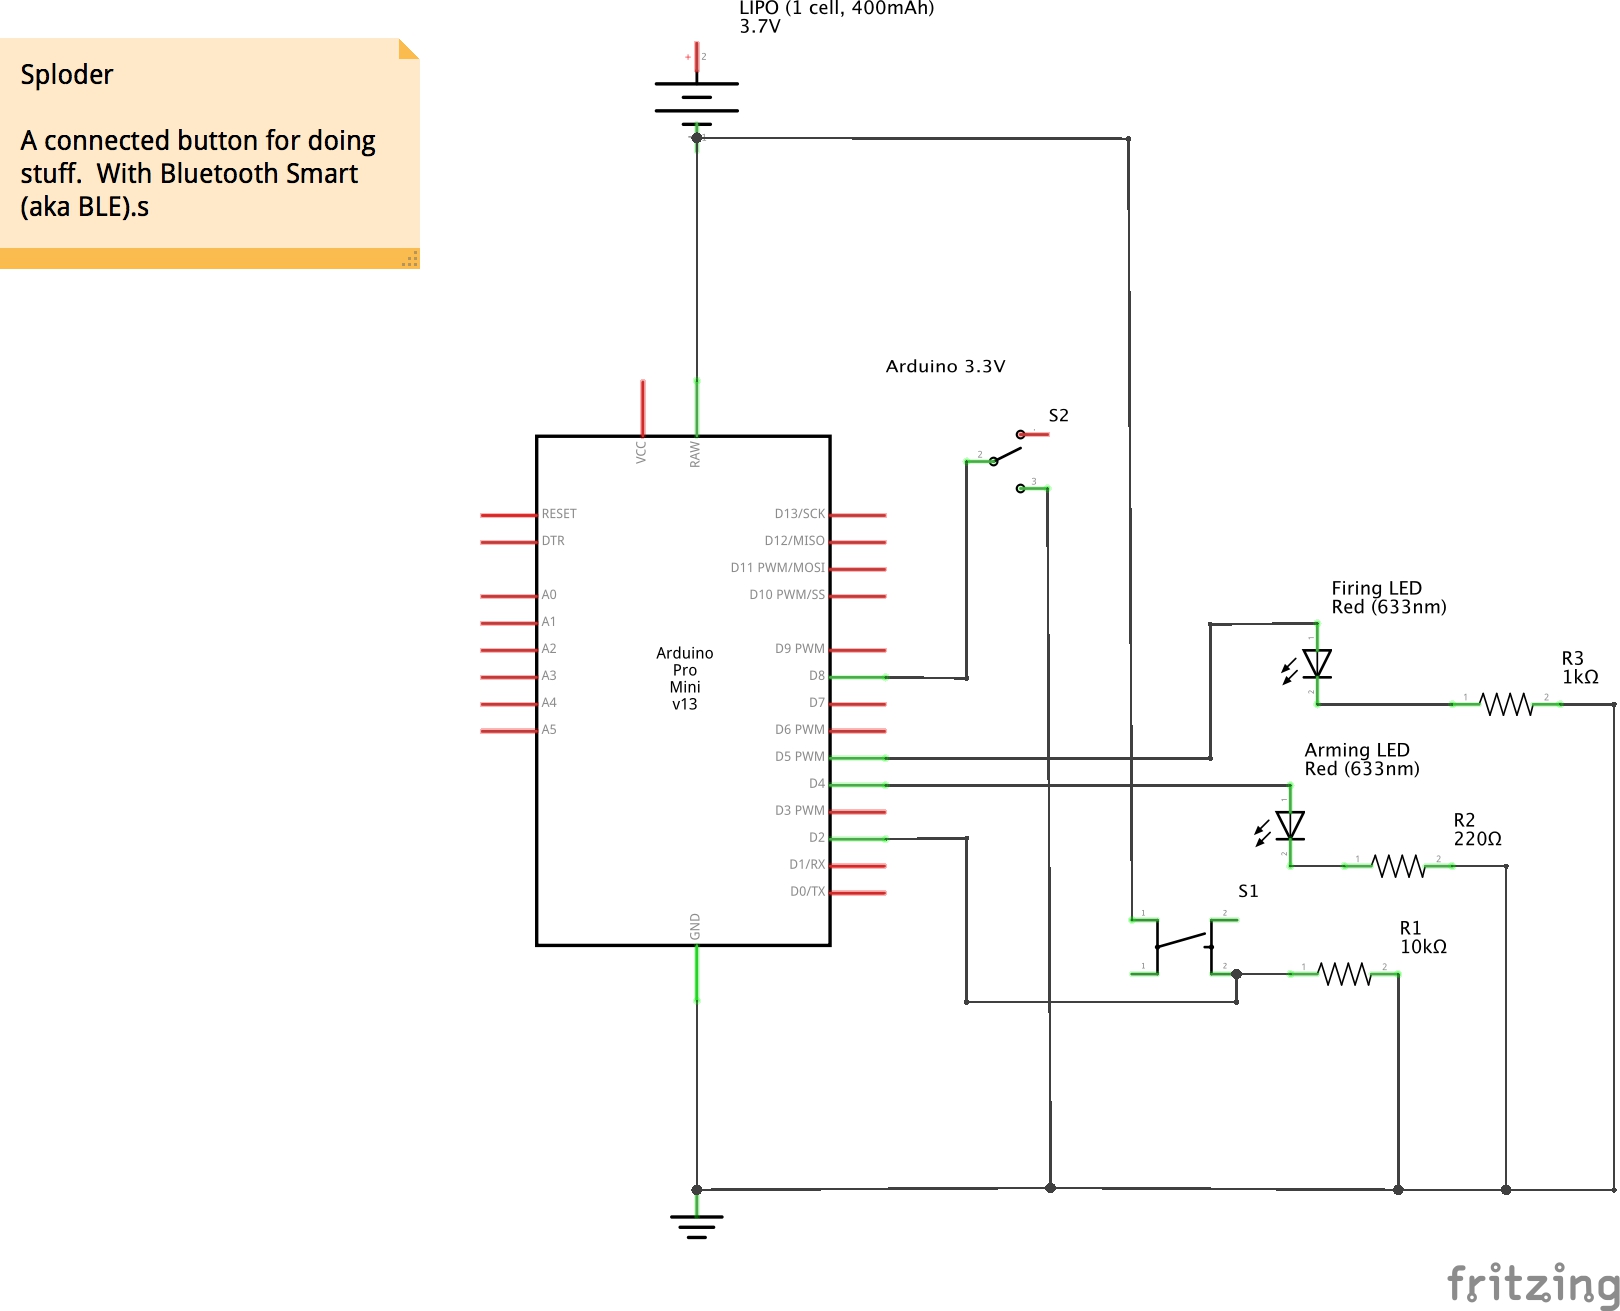 LIPO (1 cell, 400mAh)
3.7V
+
2
1
Sploder
A connected button for doing
stuff.  With Bluetooth Smart
(aka BLE).s
Arduino 3.3V
S2
2
3
VCC
RAW
RESET
DTR
A0
A1
A2
A3
A4
A5
Arduino
Pro
Mini
v13
D13/SCK
D12/MISO
D11 PWM/MOSI
D10 PWM/SS
D9 PWM
D8
D7
D6 PWM
D5 PWM
D4
D3 PWM
D2
D1/RX
D0/TX
GND
Firing LED
Red (633nm)
1
2
R3
1kΩ
1
2
Arming LED
Red (633nm)
1
2
R2
220Ω
1
2
S1
1
2
1
2
R1
10kΩ
1
2
fritzing